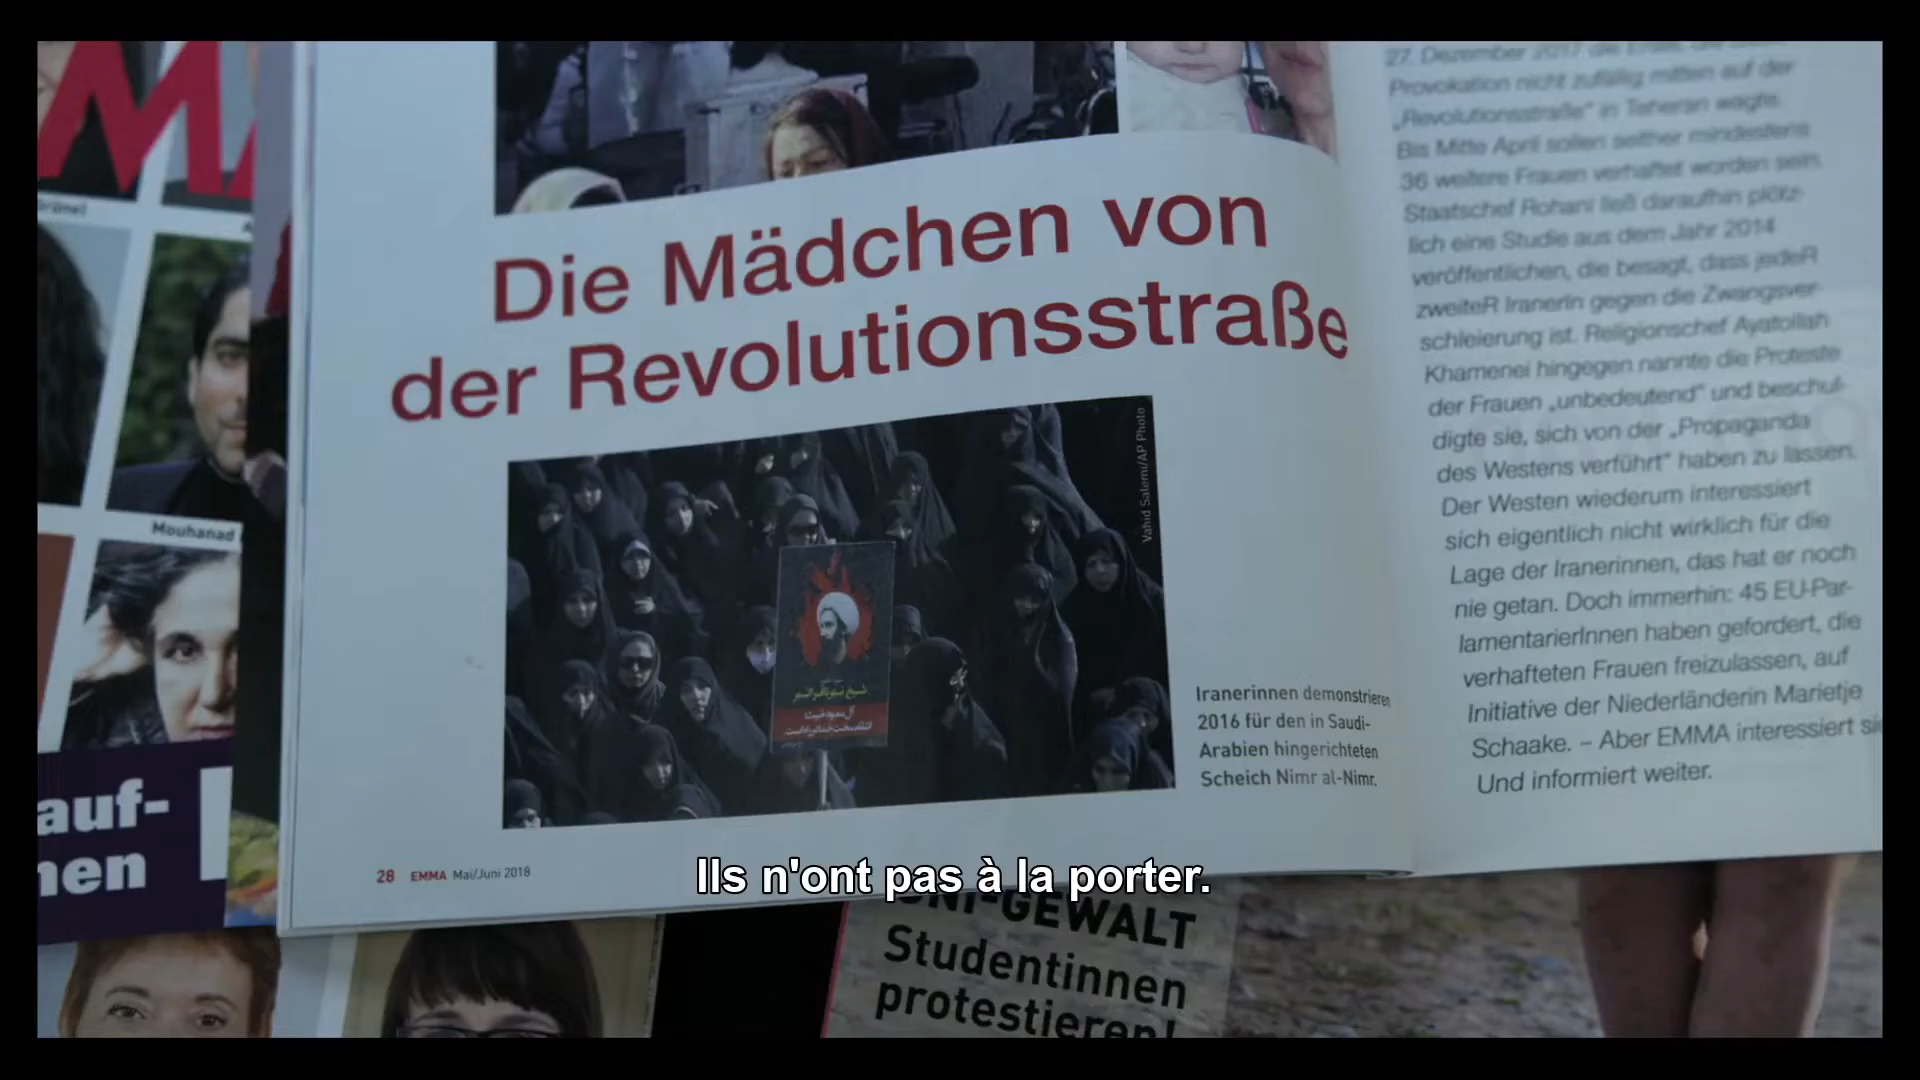 MA
Mouhanad
auf-
nen
Die Mädchen von
der Revolutionsstraße
Vahid Salemi/AP Photo
Iranerinnen demonstrieren
2016 für den in Saudi-
Arabien hingerichteten
Scheich Nimr al-Nimr.
28 EMMA Mai/Juni 2018
27. Dezember 2017 die
Provokation nicht zufällig mitten auf der
„Revolutionsstraße" in Teheran wagte.
Bis Mitte April sollen seither mindestens
36 weitere Frauen verhaftet worden sein.
Staatschef Rohani ließ daraufhin plötz-
lich eine Studie aus dem Jahr 2014
veröffentlichen, die besagt, dass jedeR
zweiteR IranerIn gegen die Zwangsver-
schleierung ist. Religionschef Ayatollah
Khamenei hingegen nannte die Proteste
der Frauen „unbedeutend" und beschul-
digte sie, sich von der „Propaganda
des Westens verführt" haben zu lassen.
Der Westen wiederum interessiert
sich eigentlich nicht wirklich für die
Lage der Iranerinnen, das hat er noch
nie getan. Doch immerhin: 45 EU-Par-
lamentarierInnen haben gefordert, die
verhafteten Frauen freizulassen, auf
Initiative der Niederländerin Marietje
Schaake. – Aber EMMA interessiert
Und informiert weiter.
Ils n'ont pas à la porter.
UNI-GEWALT
Studentinnen
protestieren!